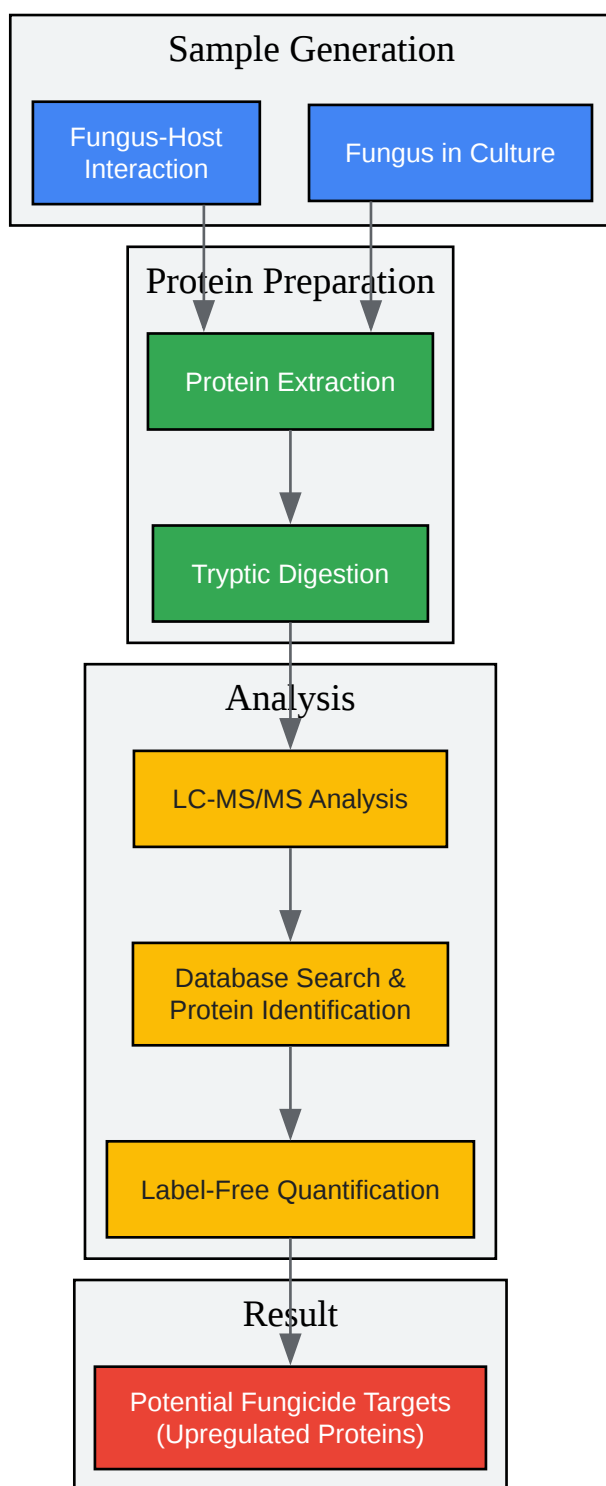 Sample Generation
Fungus-Host
Interaction
Fungus in Culture
Protein Preparation
Protein Extraction
Tryptic Digestion
Analysis
LC-MS/MS Analysis
Database Search &
Protein Identification
Label-Free Quantification
Result
Potential Fungicide Targets
(Upregulated Proteins)